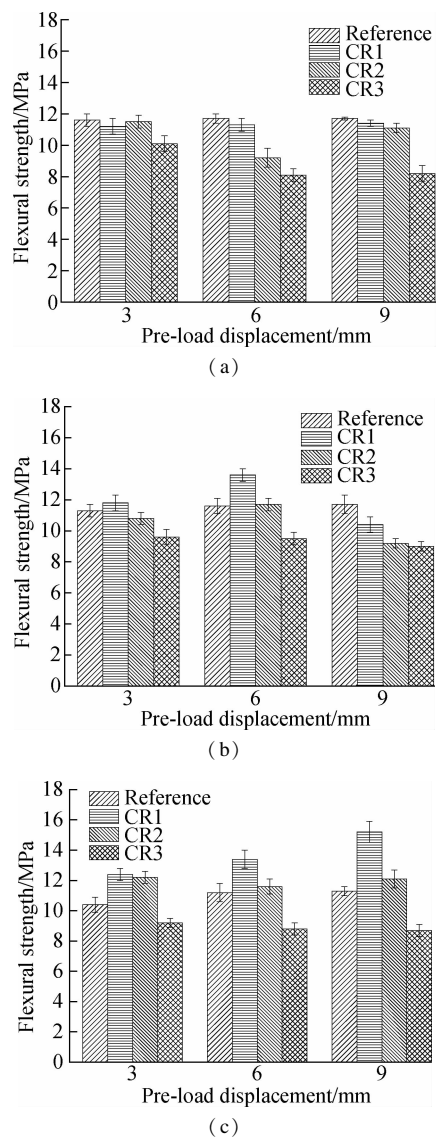 18
16
14
12
10
8
6
4
2
0
Flexural strength/MPa
Reference
CR1
CR2
CR3
3 6 9
Pre-load displacement/mm
(a)
18
16
14
12
10
8
6
4
2
0
Flexural strength/MPa
Reference
CR1
CR2
CR3
3 6 9
Pre-load displacement/mm
(b)
18
16
14
12
10
8
6
4
2
0
Flexural strength/MPa
Reference
CR1
CR2
CR3
3 6 9
Pre-load displacement/mm
(c)